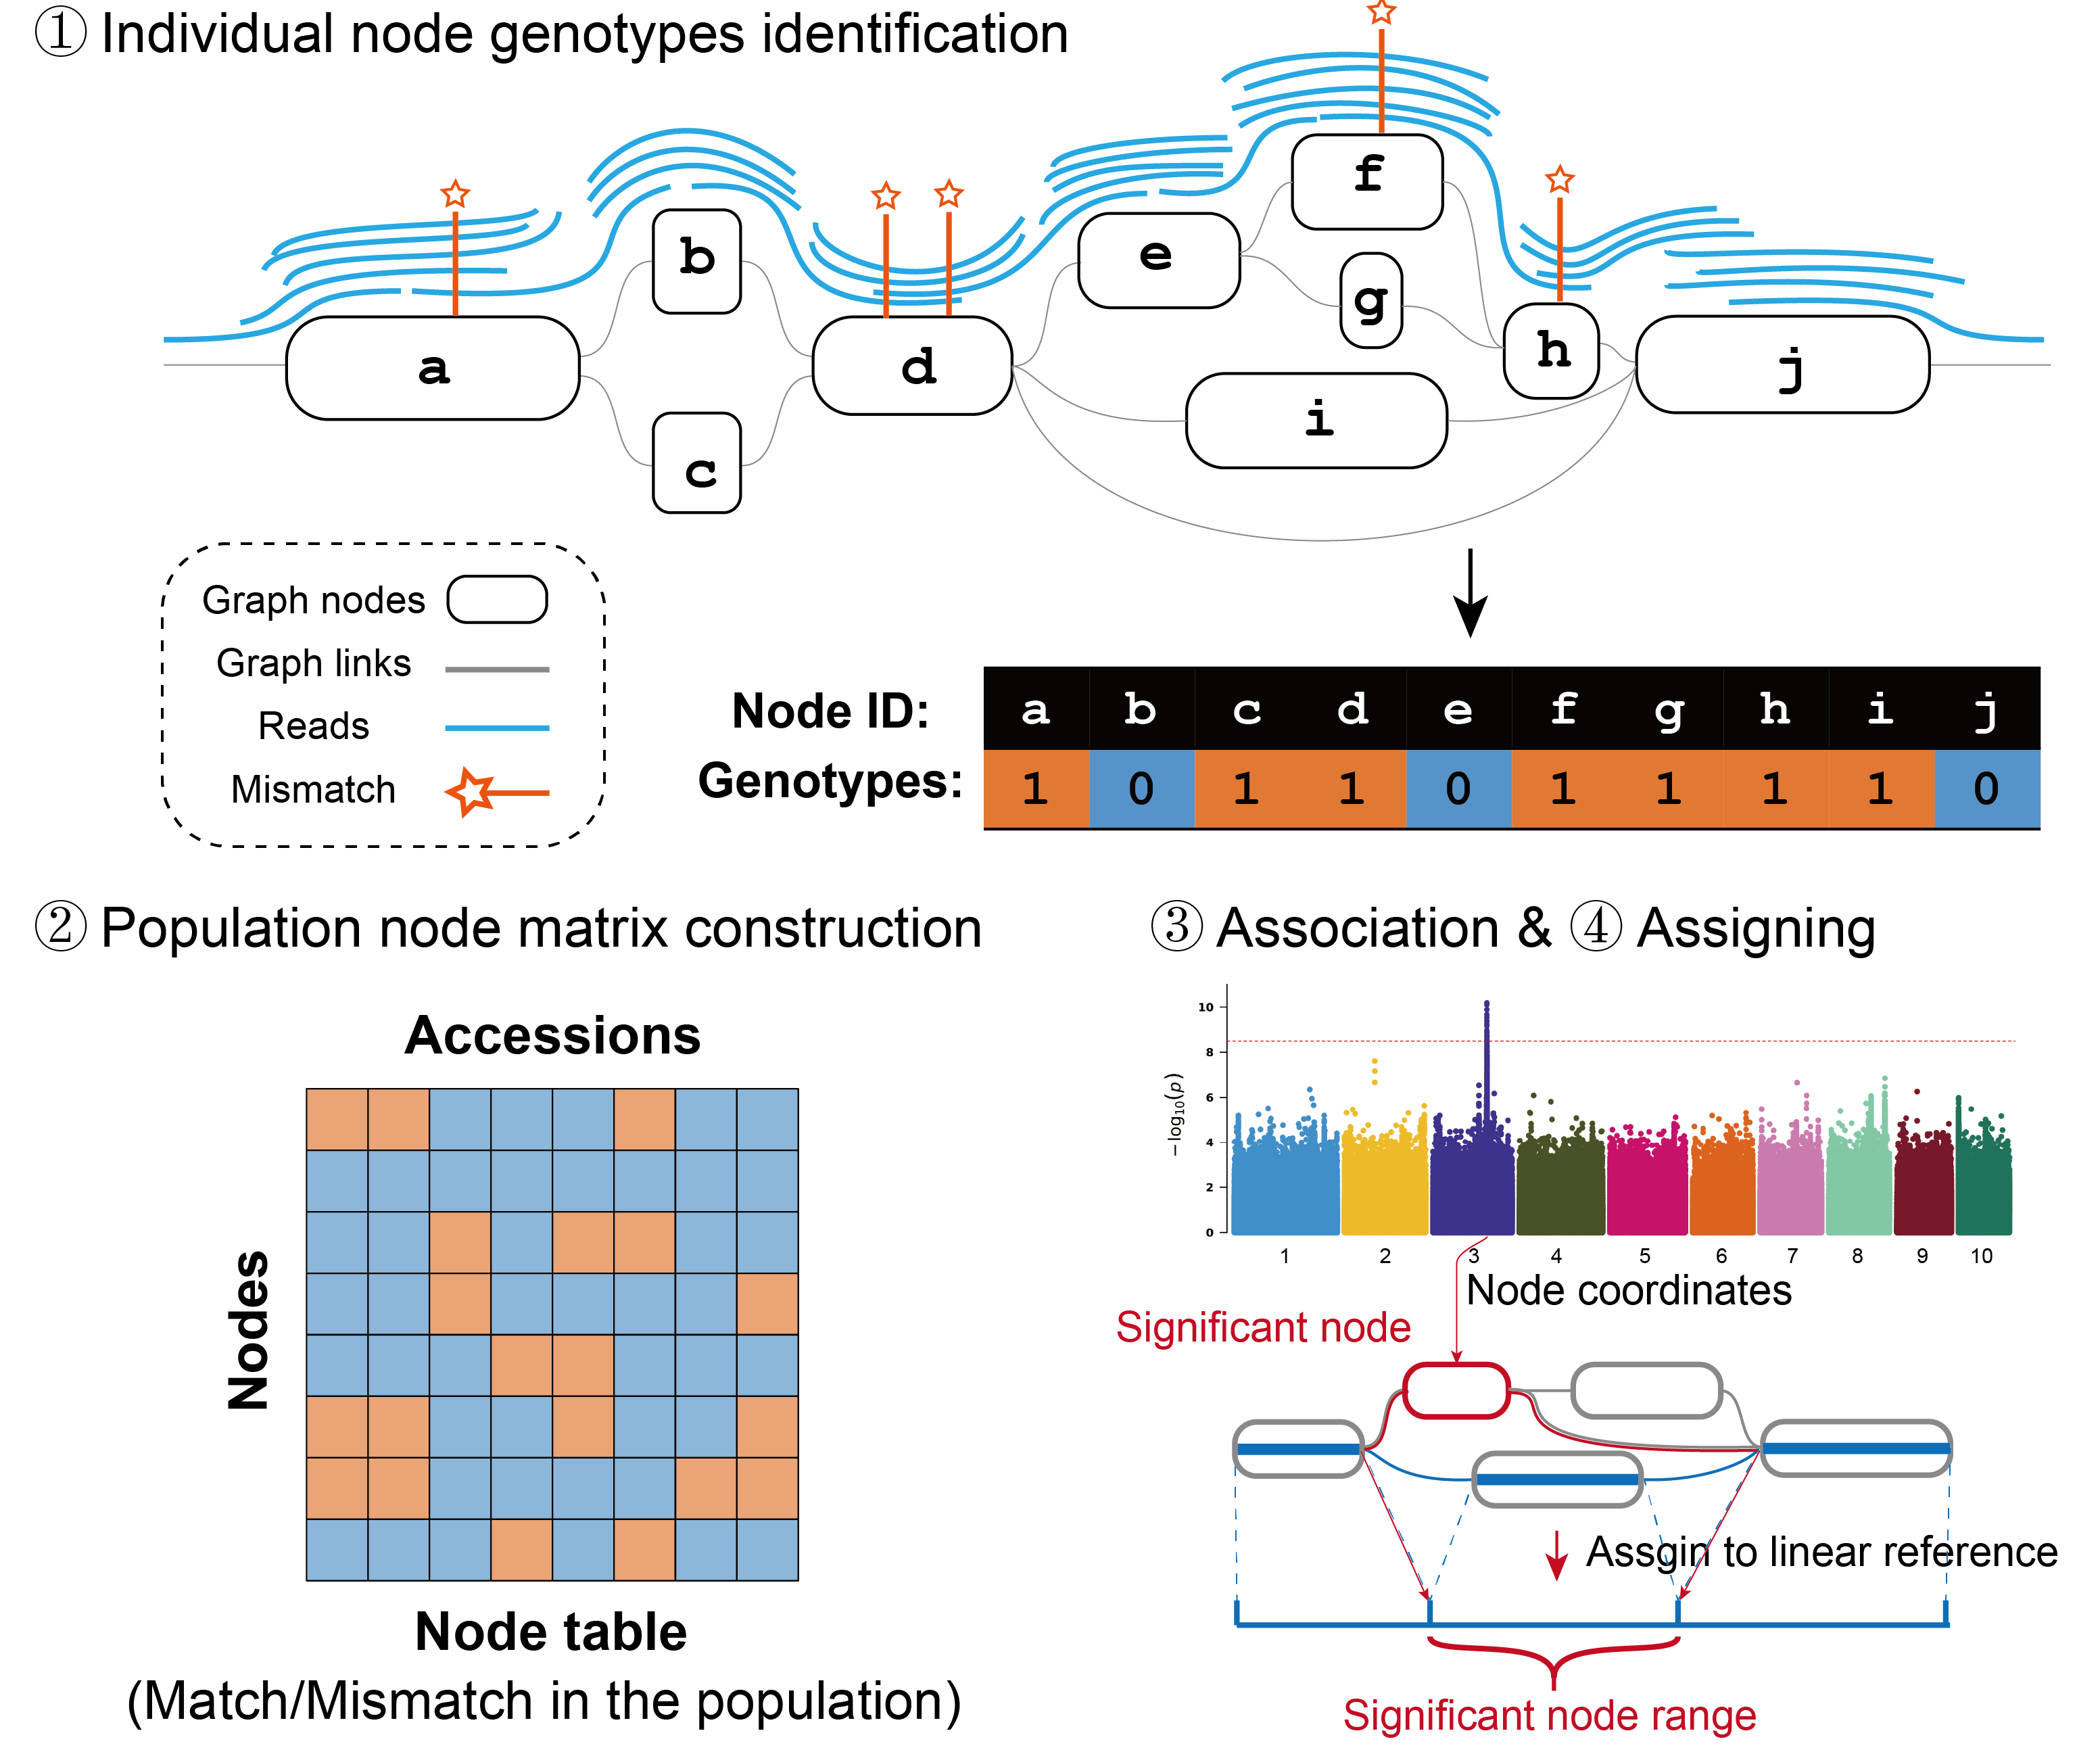 ① Individual node genotypes identification
f
b
e
g
h
a
d
j
i
c
Graph nodes
Graph links
Reads
Mismatch
Node ID: a b c d e f g h i j
Genotypes: 1 0 1 1 0 1 1 1 1 0
② Population node matrix construction
③ Association & ④ Assigning
Accessions
Nodes
Node table
(Match/Mismatch in the population)
10
8
6
4
2
0
−log10(p)
1 2 3 4 5 6 7 8 9 10
Node coordinates
Significant node
Assgin to linear reference
Significant node range